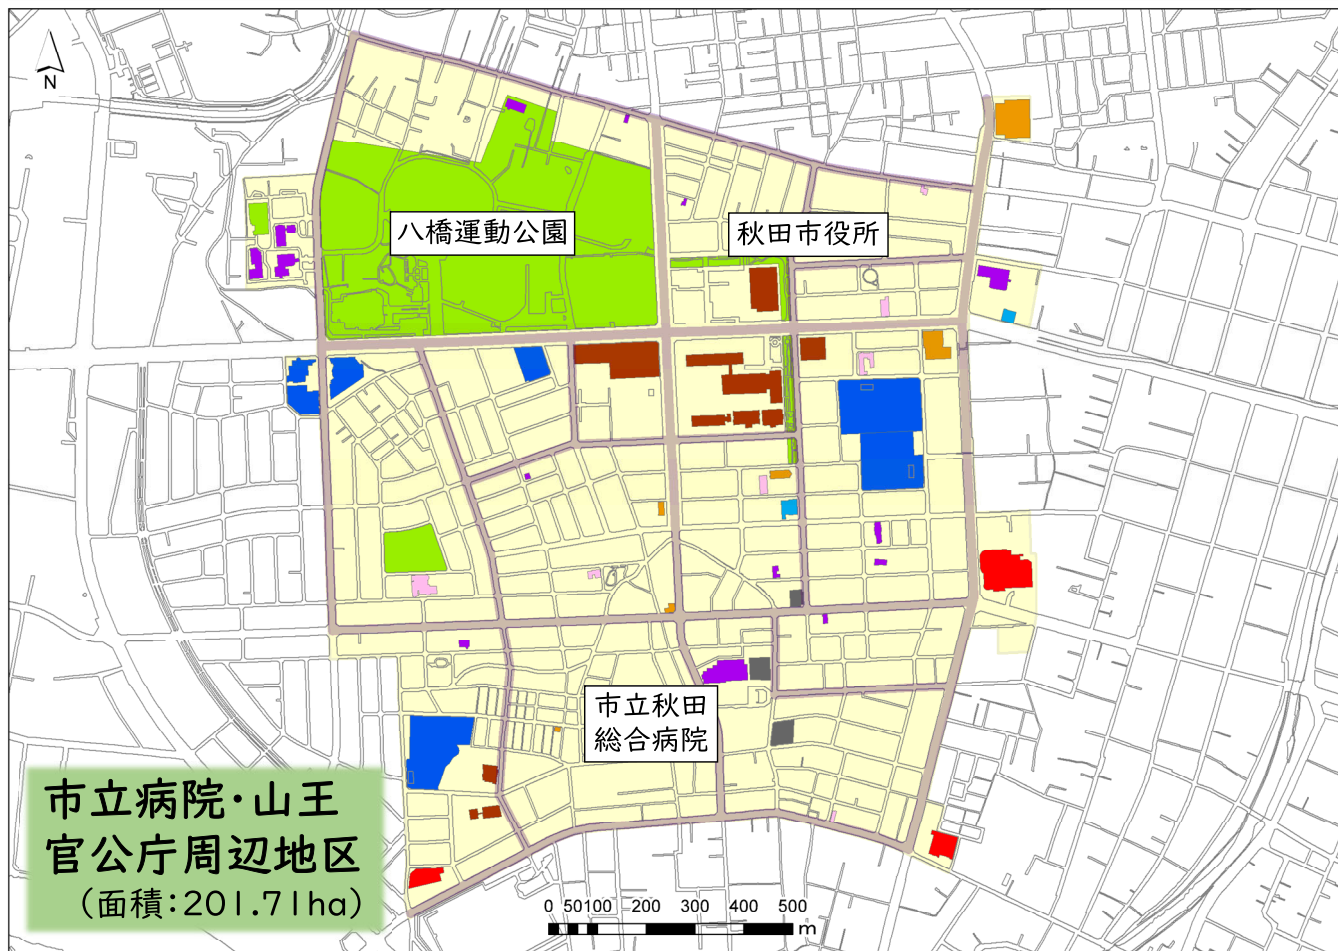 N
八橋運動公園
秋田市役所
市立秋田
総合病院
市立病院・山王
官公庁周辺地区
（面積：201.71ha）
0 50100 200 300 400 500
m